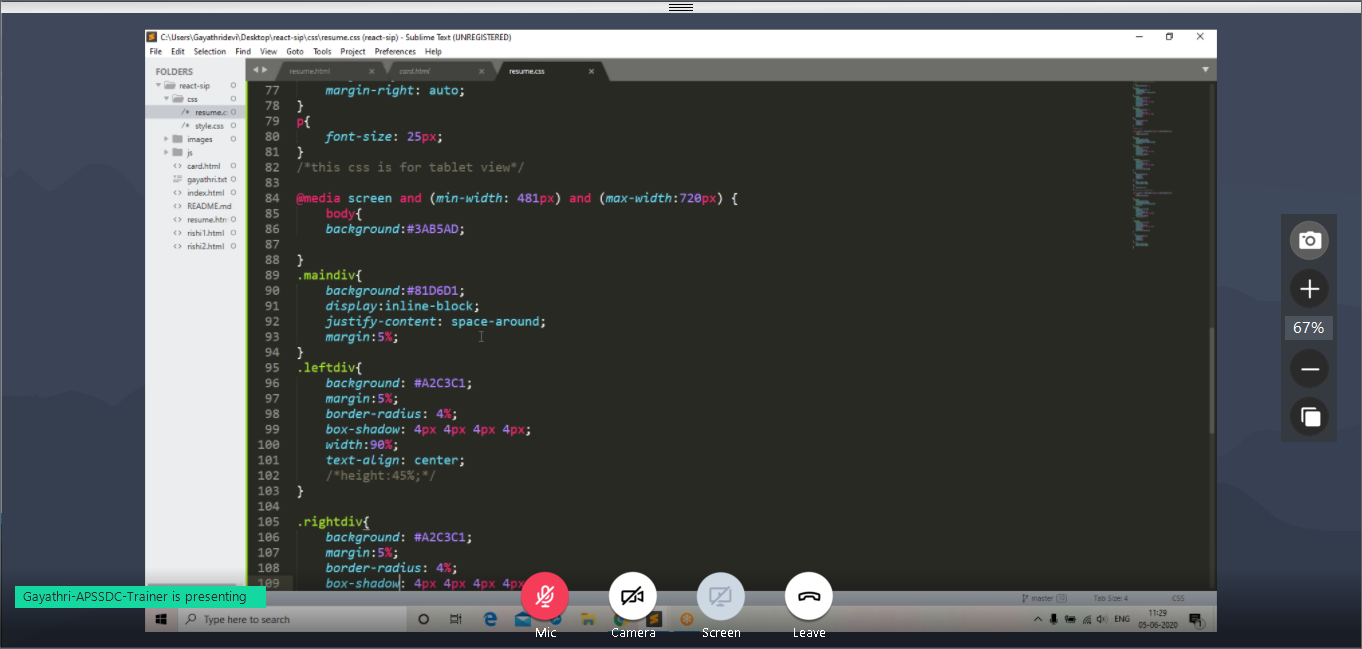 C:\Users\Gayathridevi\Desktop\react-sip\css\resume.css (react-sip) - Sublime Text (UNREGISTERED)
File Edit Selection Find View Goto Tools Project Preferences Help
FOLDERS
react-sip
css
/* resume.c
/* style.css
images
js
<> card.html
gayathri.txt
<> index.html
<> README.md
<> resume.htm
<> rishi1.html
<> rishi2.html
resume.html card.html resume.css
77 margin-right: auto;
78 }
79 p{
80 font-size: 25px;
81 }
82 /*this css is for tablet view*/
83
84 @media screen and (min-width: 481px) and (max-width:720px) {
85 body{
86 background:#3AB5AD;
87
88 }
89 .maindiv{
90 background:#81D6D1;
91 display:inline-block;
92 justify-content: space-around;
93 margin:5%;
94 }
95 .leftdiv{
96 background: #A2C3C1;
97 margin:5%;
98 border-radius: 4%;
99 box-shadow: 4px 4px 4px 4px;
100 width:90%;
101 text-align: center;
102 /*height:45%;*/
103 }
104
105 .rightdiv{
106 background: #A2C3C1;
107 margin:5%;
108 border-radius: 4%;
109 box-shadow: 4px 4px 4px
67%
Gayathri-APSSDC-Trainer is presenting
master Tab Size: 4 CSS
Type here to search
ENG
11:29
05-06-2020
Mic Camera Screen Leave